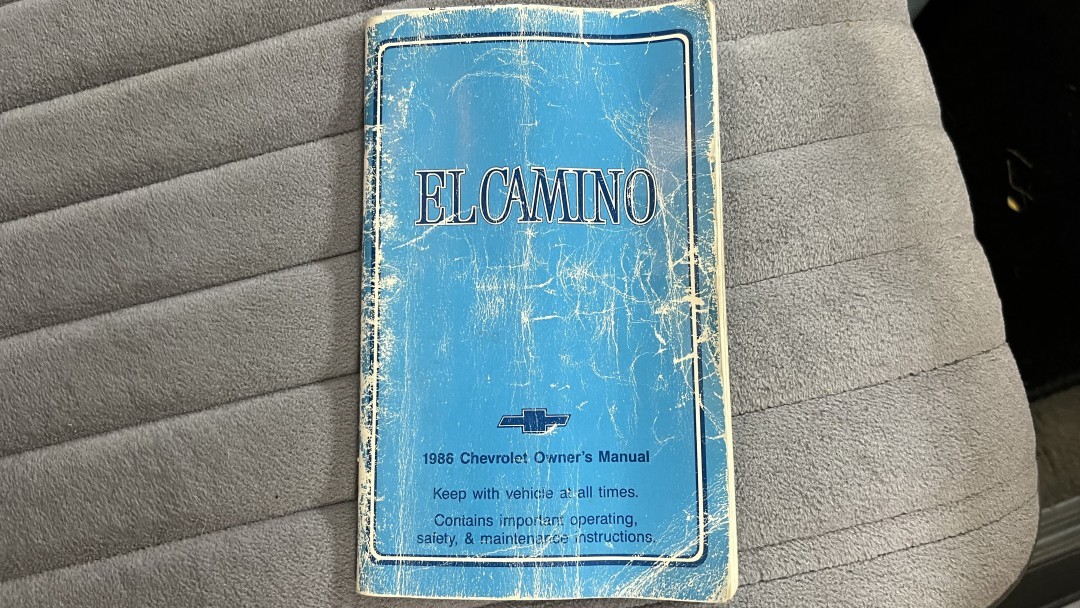 EL CAMINO
1986 Chevrolet Owner's Manual
Keep with vehicle at all times.
Contains important operating,
safety, & maintenance instructions.